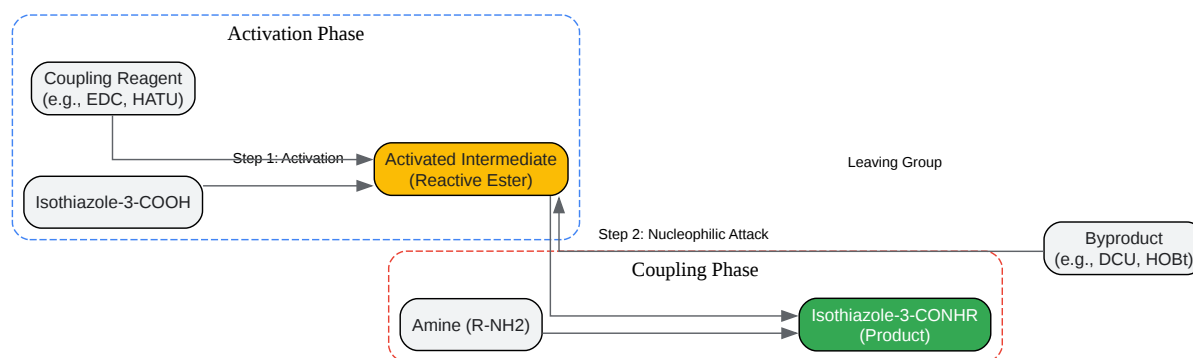 Activation Phase
Coupling Reagent
(e.g., EDC, HATU)
Step 1: Activation
Activated Intermediate
(Reactive Ester)
Leaving Group
Isothiazole-3-COOH
Step 2: Nucleophilic Attack
Byproduct
(e.g., DCU, HOBt)
Coupling Phase
Amine (R-NH2)
Isothiazole-3-CONHR
(Product)